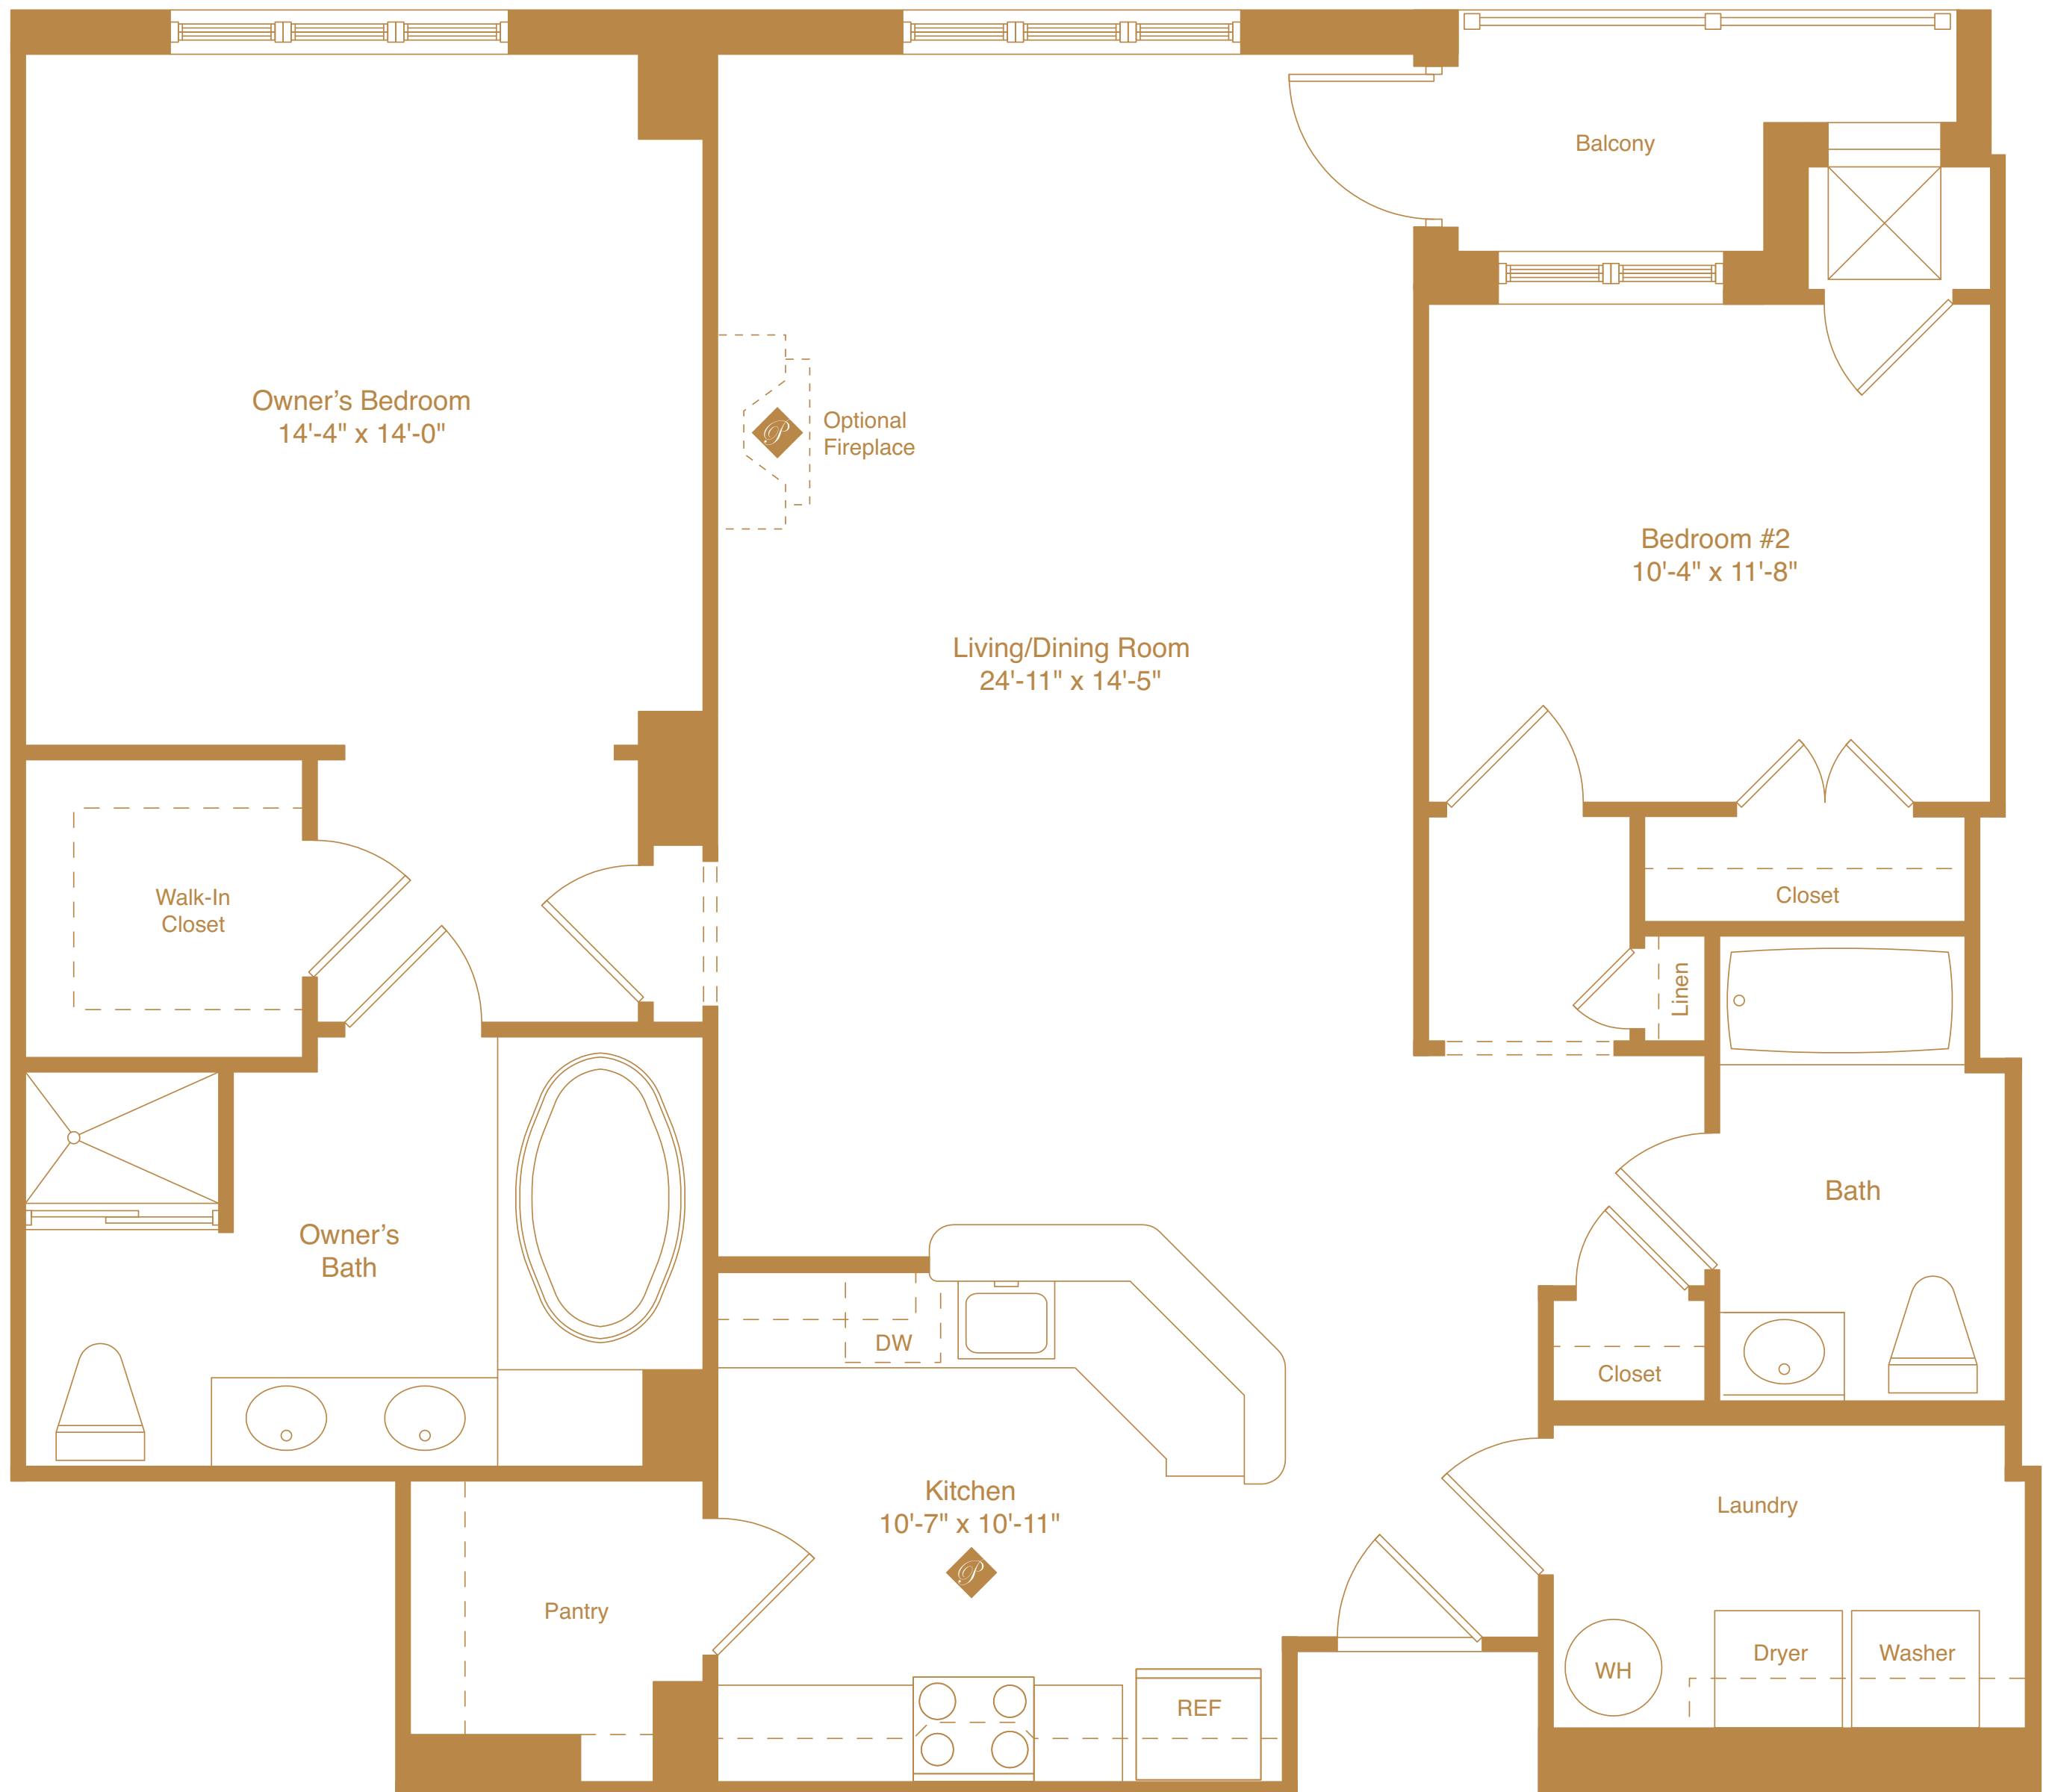 Balcony
Owner’s Bedroom
14'-4" x 14'-0"
Optional
Fireplace
Bedroom #2
10'-4" x 11'-8"
Living/Dining Room
24'-11" x 14'-5"
Walk-In
Closet
Closet
Linen
Bath
Owner’s
Bath
DW
Closet
Kitchen
10'-7" x 10'-11"
P
Laundry
Pantry
Dryer
Washer
WH
REF
P